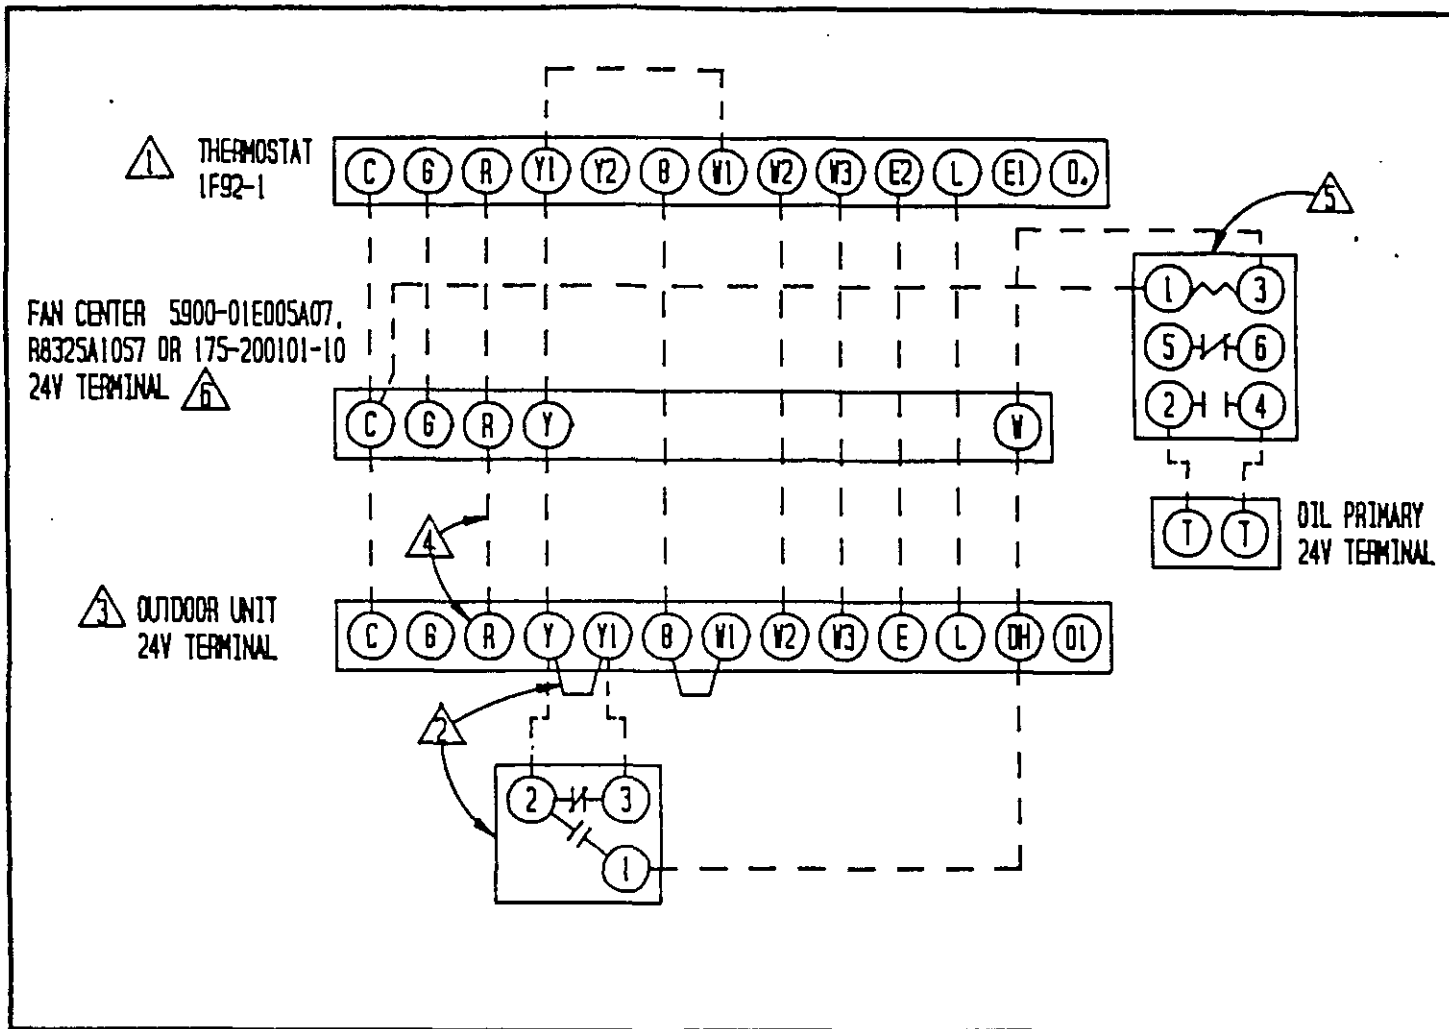 1 THERMOSTAT
1F92-1
C G R Y1 Y2 B W1 W2 W3 E2 L E1 O.
5
1 3
5 6
2 4
FAN CENTER 5900-01E005A07,
R8325A1057 OR 175-200101-10
24V TERMINAL 6
C G R Y W
T T
OIL PRIMARY
24V TERMINAL
4
3 OUTDOOR UNIT
24V TERMINAL
C G R Y Y1 B W1 W2 W3 E L DH O1
2
2 3
1